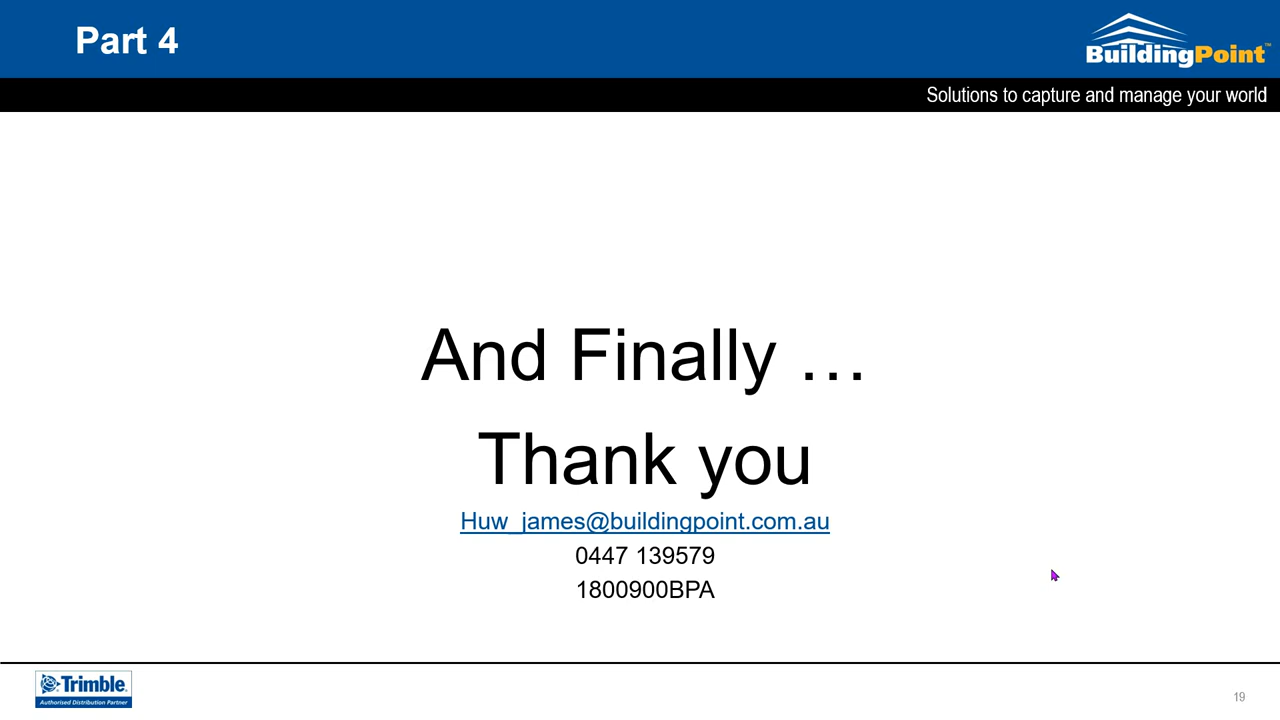 Part 4
BuildingPoint™
Solutions to capture and manage your world
And Finally …
Thank you
Huw_james@buildingpoint.com.au
0447 139579
1800900BPA
Trimble.
Authorised Distribution Partner
19